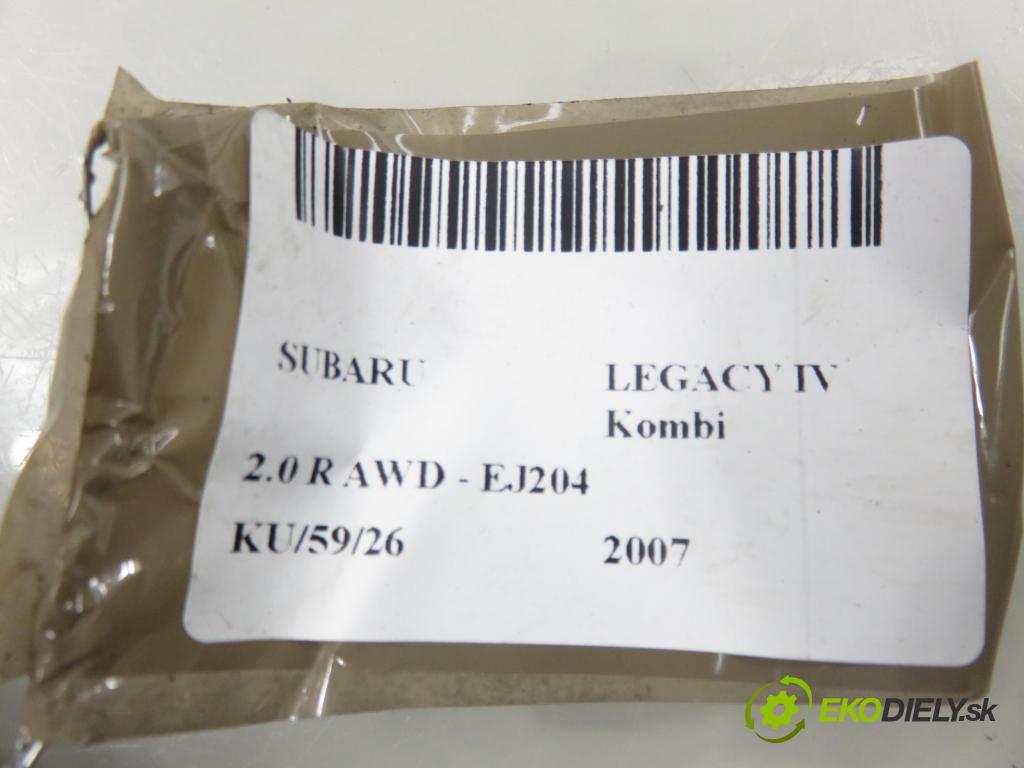 SUBARU LEGACY IV
Kombi
2.0 R AWD - EJ204
KU/59/26 2007
EKODIELY.sk